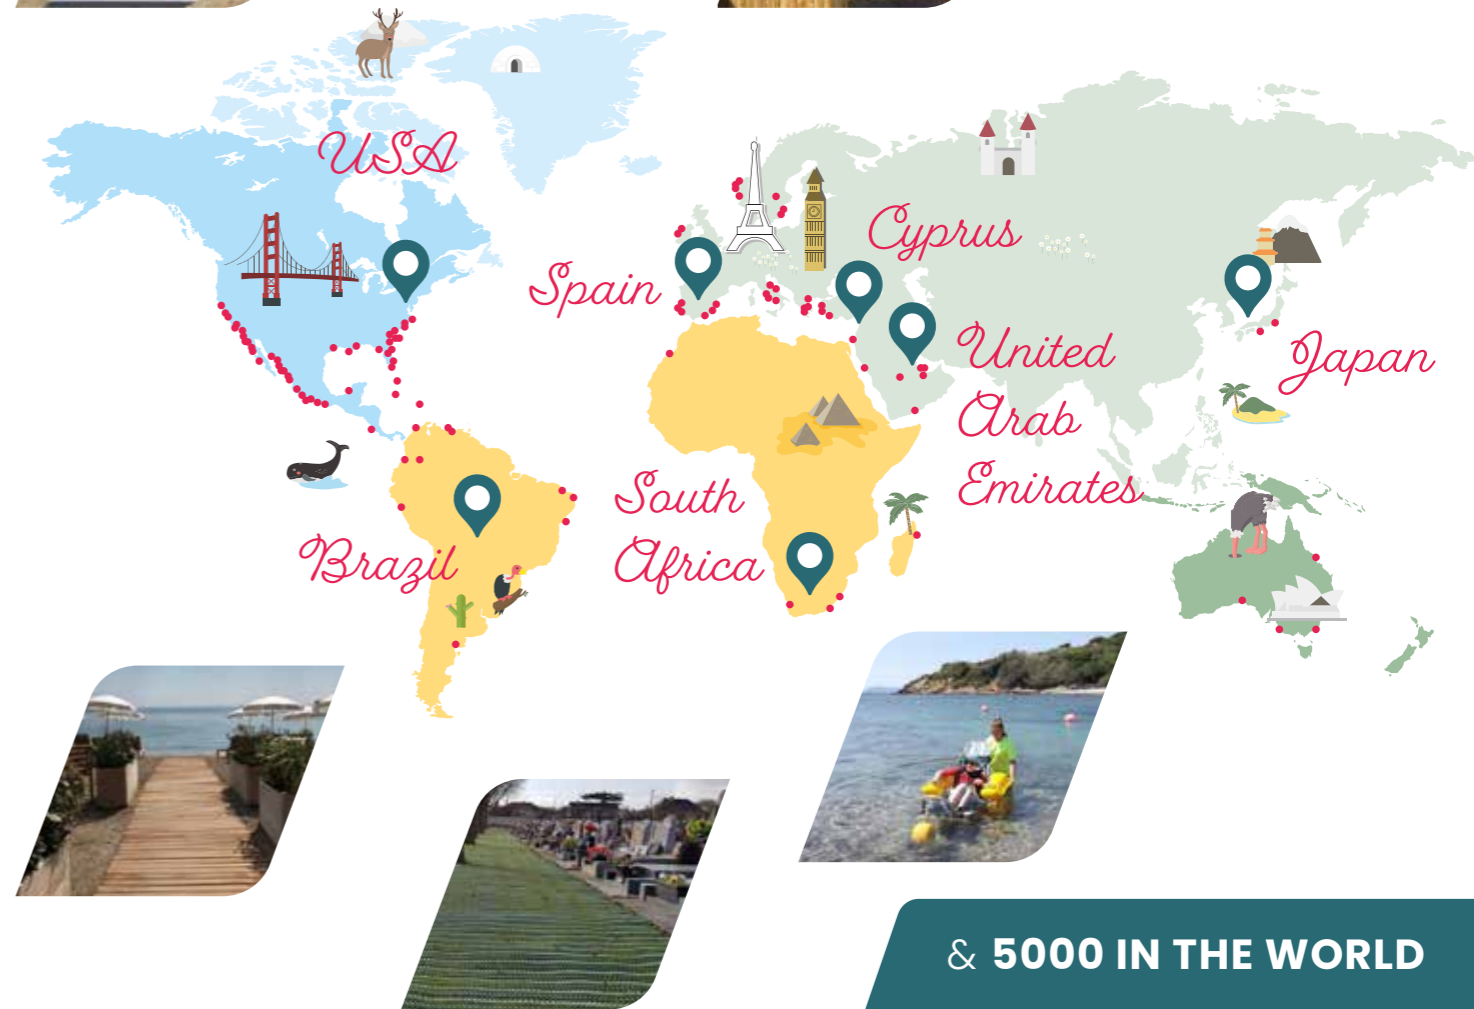 USA
Cyprus
Spain
United
Arab
Emirates
Japan
South
Africa
Brazil
& 5000 IN THE WORLD